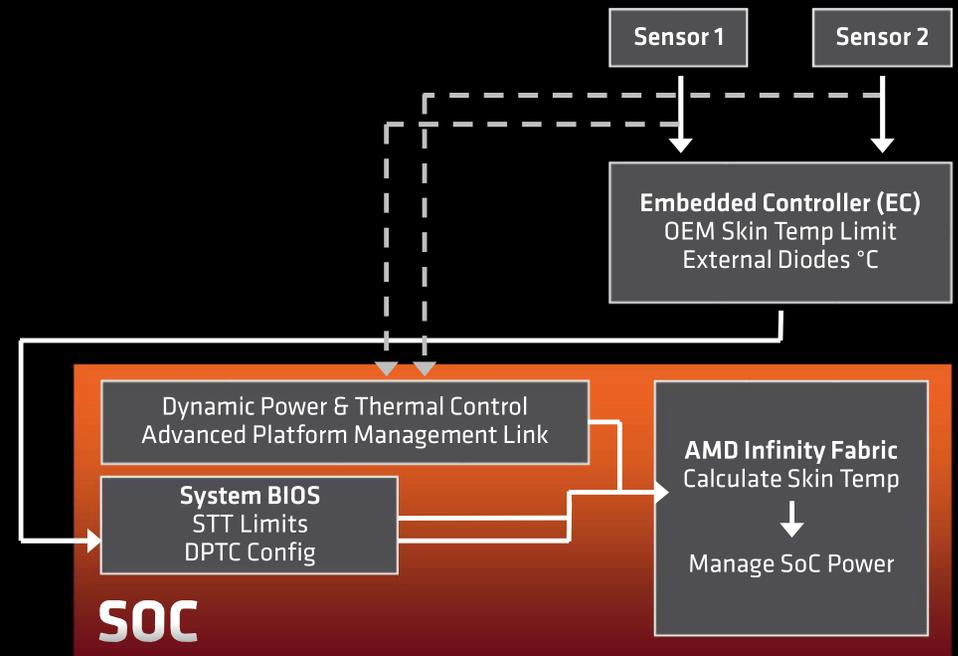 Sensor 1
Sensor 2
Embedded Controller (EC)
OEM Skin Temp Limit
External Diodes °C
Dynamic Power & Thermal Control
Advanced Platform Management Link
System BIOS
STT Limits
DPTC Config
AMD Infinity Fabric
Calculate Skin Temp
Manage SoC Power
SOC